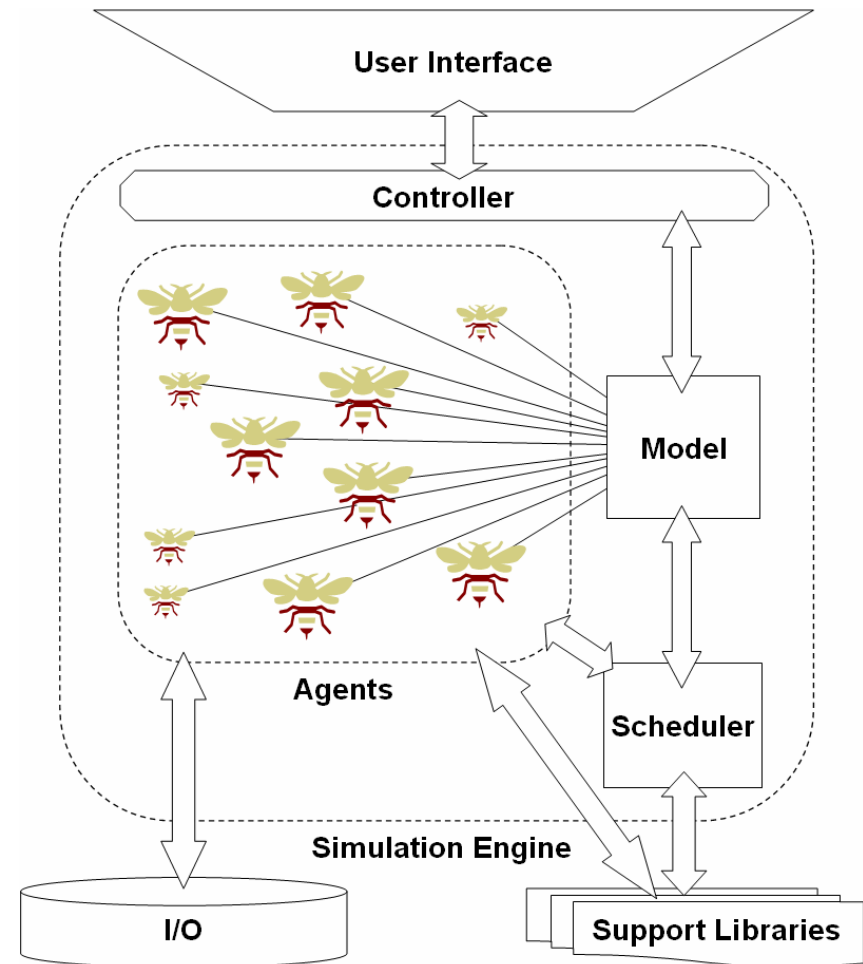 User Interface
Controller
Model
Agents
Scheduler
Simulation Engine
I/O
Support Libraries